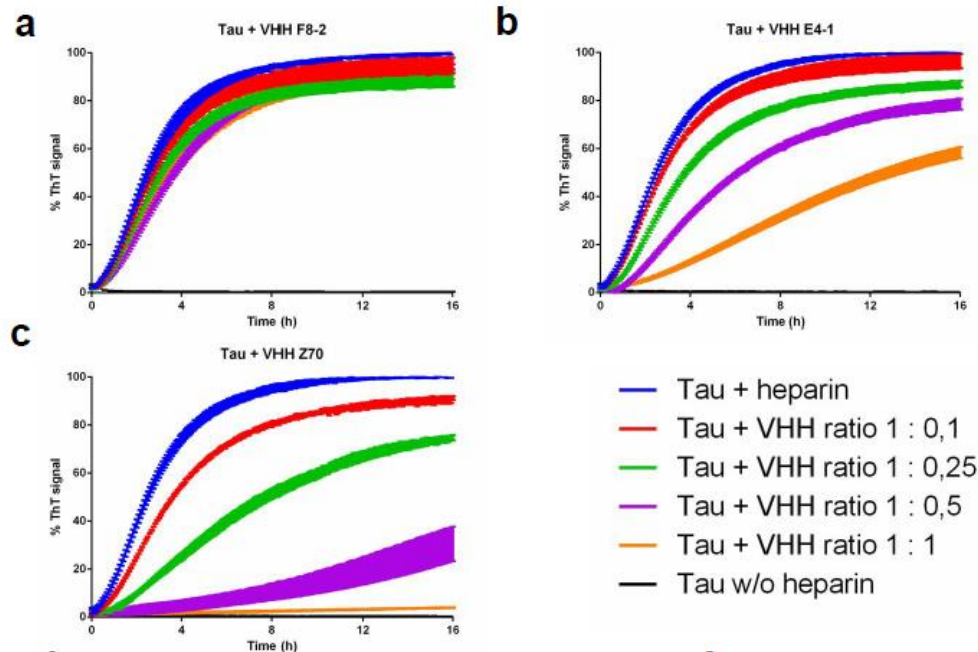 a
Tau + VHH F8-2
% ThT signal
100
80
60
40
20
0
0 4 8 12 16
Time (h)
b
Tau + VHH E4-1
% ThT signal
100
80
60
40
20
0
0 4 8 12 16
Time (h)
c
Tau + VHH Z70
% ThT signal
100
80
60
40
20
0
0 4 8 12 16
Time (h)
Tau + heparin
Tau + VHH ratio 1 : 0,1
Tau + VHH ratio 1 : 0,25
Tau + VHH ratio 1 : 0,5
Tau + VHH ratio 1 : 1
Tau w/o heparin